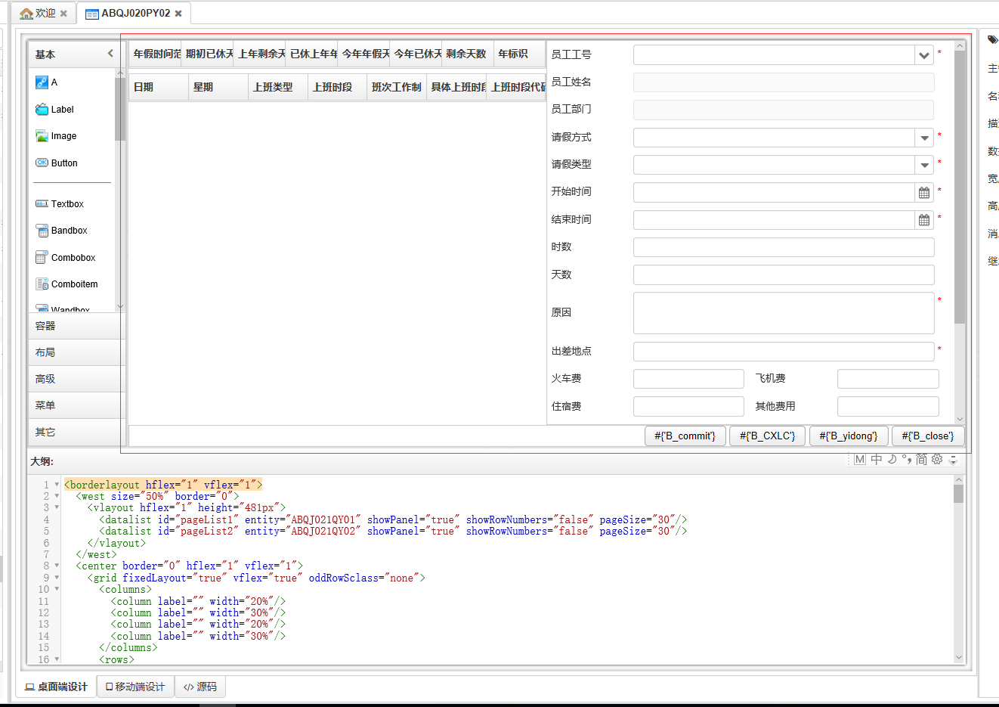 欢迎
ABQJ020PY02
基本
A
Label
Image
Button
Textbox
Bandbox
Combobox
Comboitem
Wandbox
容器
布局
高级
菜单
其它
年假时间范 期初已休天 上年剩余天 已休上年年 今年年假天 今年已休天 剩余天数 年标识
日期 星期 上班类型 上班时段 班次工作制 具体上班时段 上班时段代码
员工工号 *
员工姓名
员工部门
请假方式 *
请假类型 *
开始时间 *
结束时间 *
时数
天数
原因 *
出差地点 *
火车费 飞机费
住宿费 其他费用
#{'B_commit'} #{'B_CXLC'} #{'B_yidong'} #{'B_close'}
大纲:
M 中 简
1 <borderlayout hflex="1" vflex="1">
2 <west size="50%" border="0">
3 <vlayout hflex="1" height="481px">
4 <datalist id="pageList1" entity="ABQJ021QY01" showPanel="true" showRowNumbers="false" pageSize="30"/>
5 <datalist id="pageList2" entity="ABQJ021QY02" showPanel="true" showRowNumbers="false" pageSize="30"/>
6 </vlayout>
7 </west>
8 <center border="0" hflex="1" vflex="1">
9 <grid fixedLayout="true" vflex="true" oddRowSclass="none">
10 <columns>
11 <column label="" width="20%"/>
12 <column label="" width="30%"/>
13 <column label="" width="20%"/>
14 <column label="" width="30%"/>
15 </columns>
16 <rows>
桌面端设计 移动端设计 </> 源码
主
名
描
数
宽
高
消
继